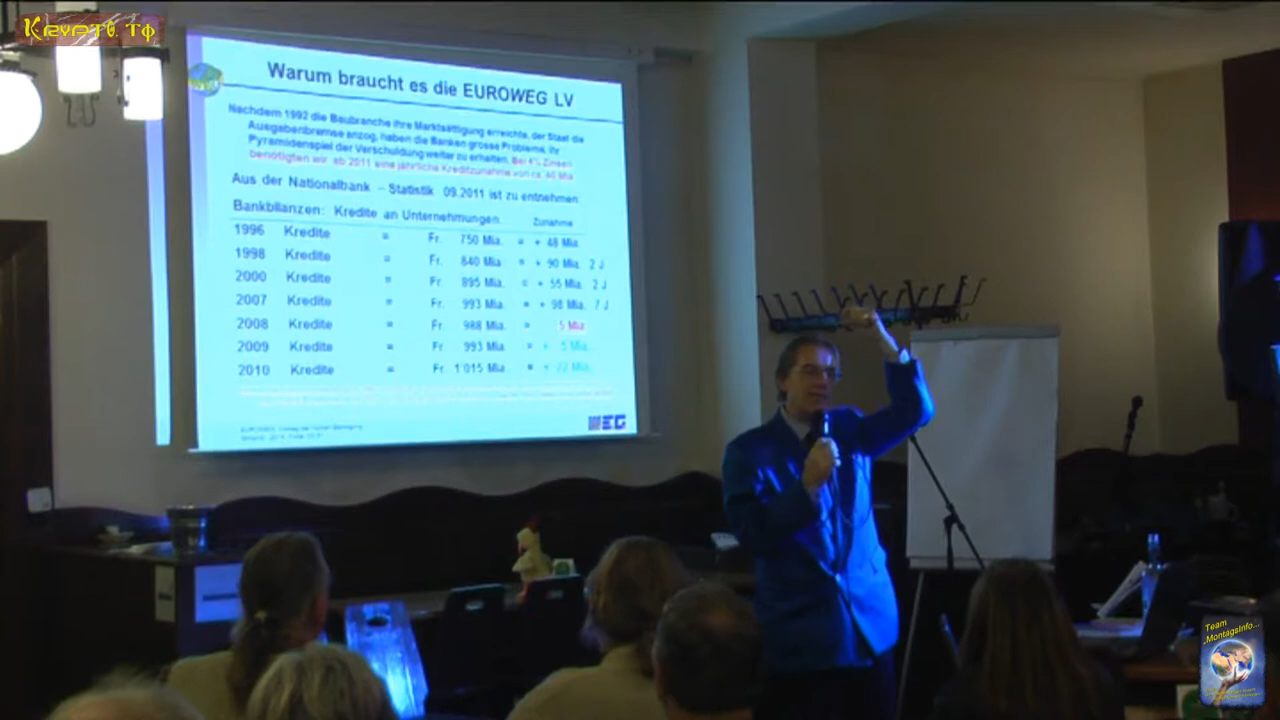 KRYPTO.TΦ
Warum braucht es die EUROWEG LV
Nachdem 1992 die Baubranche ihre Marktsättigung erreichte, der Staat die
Ausgabenbremse anzog, haben die Banken grosse Probleme, ihr
Pyramidenspiel der Verschuldung weiter zu erhalten. Bei 4% Zinsen
benötigten wir ab 2011 eine jährliche Kreditzunahme von ca. 40 Mia.
Aus der Nationalbank – Statistik 09.2011 ist zu entnehmen:
Bankbilanzen: Kredite an Unternehmungen Zunahme
1996 Kredite = Fr. 750 Mia. = + 48 Mia.
1998 Kredite = Fr. 840 Mia. = + 90 Mia. 2 J
2000 Kredite = Fr. 895 Mia. = + 55 Mia. 2 J
2007 Kredite = Fr. 993 Mia. = + 98 Mia. 7 J
2008 Kredite = Fr. 988 Mia. = 5 Mia.
2009 Kredite = Fr. 993 Mia. = + 5 Mia.
2010 Kredite = Fr. 1'015 Mia. = + 22 Mia.
WEG
Team
„MontagsInfo...